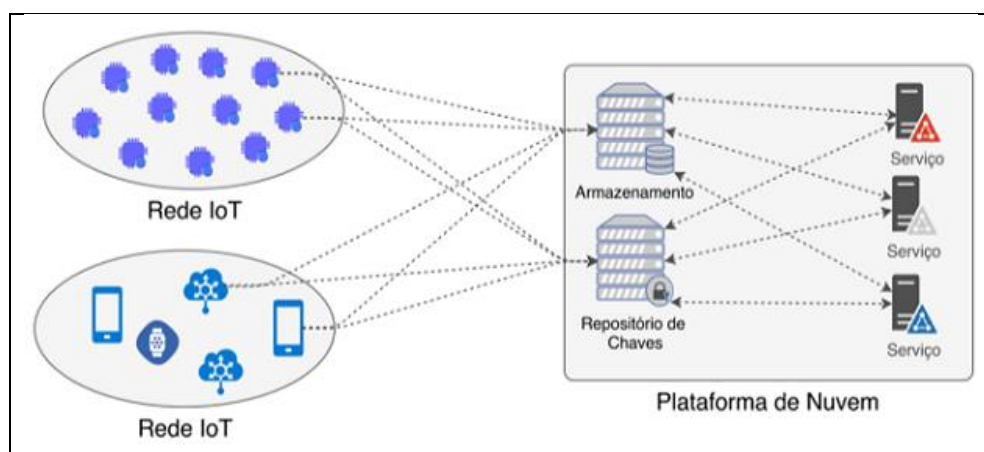 Rede IoT
Rede IoT
Armazenamento
Repositório de
Chaves
Serviço
Serviço
Serviço
Plataforma de Nuvem